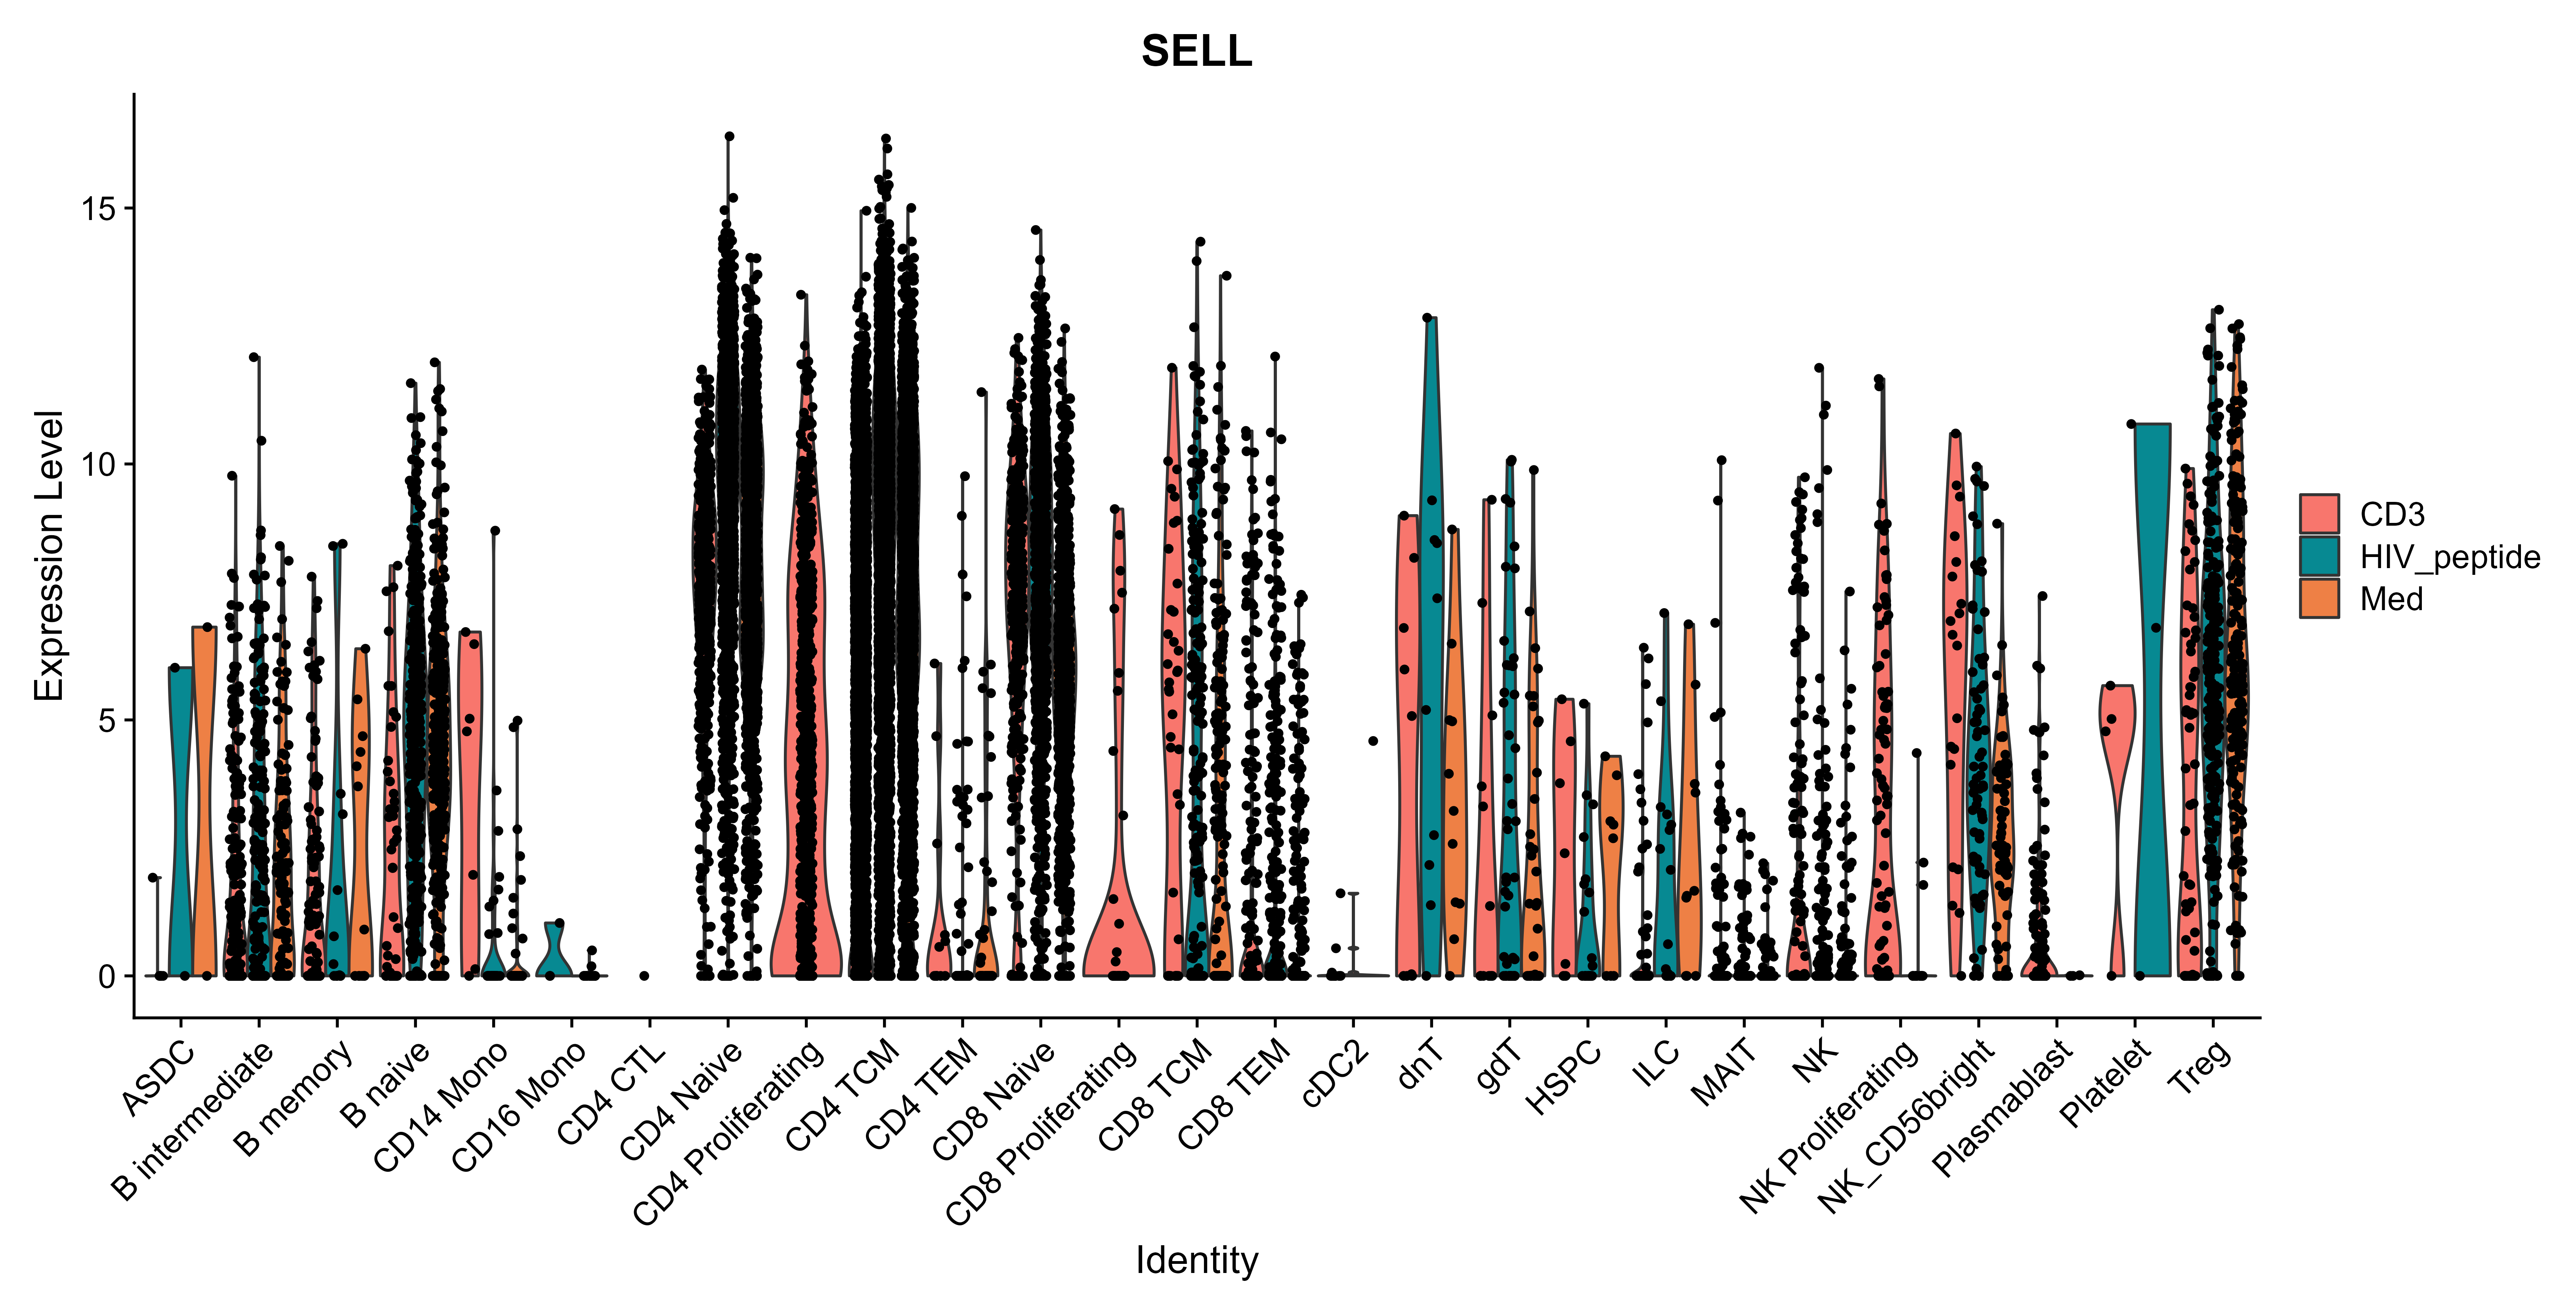 SELL
Expression Level
15
10
5
0
ASDC
B intermediate
B memory
B naive
CD14 Mono
CD16 Mono
CD4 CTL
CD4 Naive
CD4 Proliferating
CD4 TCM
CD4 TEM
CD8 Naive
CD8 Proliferating
CD8 TCM
CD8 TEM
cDC2
dnT
gdT
HSPC
ILC
MAIT
NK
NK Proliferating
NK_CD56bright
Plasmablast
Platelet
Treg
Identity
CD3
HIV_peptide
Med